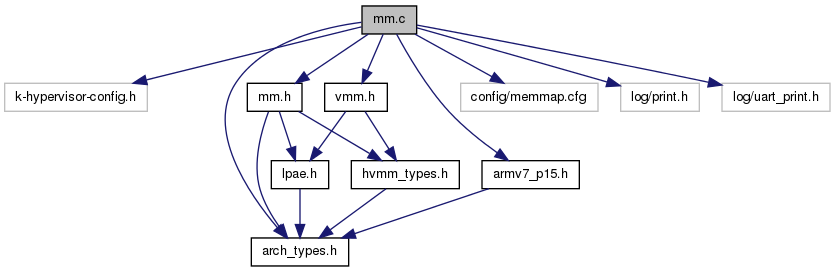 mm.c
k-hypervisor-config.h
mm.h
vmm.h
config/memmap.cfg
log/print.h
log/uart_print.h
lpae.h
hvmm_types.h
armv7_p15.h
arch_types.h